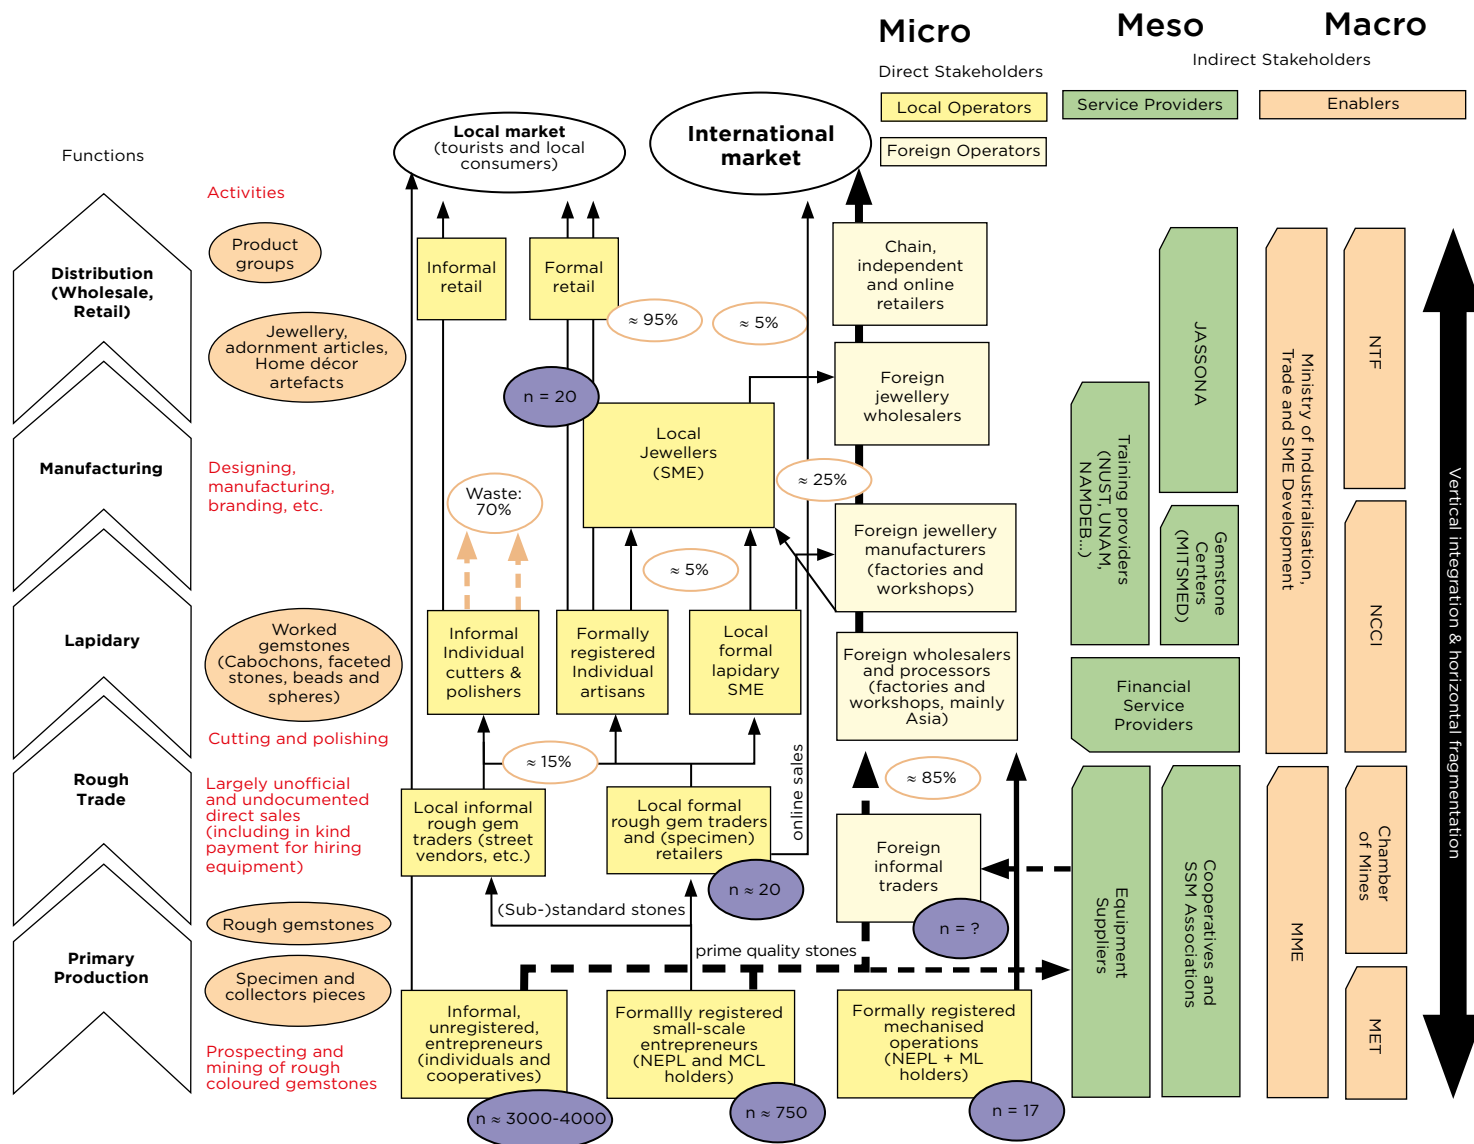 Micro
Meso
Macro
Direct Stakeholders
Indirect Stakeholders
Local Operators
Service Providers
Enablers
Foreign Operators
Functions
Activities
Local market
(tourists and local
consumers)
International
market
Product
groups
Distribution
(Wholesale,
Retail)
Jewellery,
adornment articles,
Home décor
artefacts
Informal
retail
Formal
retail
≈ 95%
≈ 5%
Chain,
independent
and online
retailers
n = 20
Foreign
jewellery
wholesalers
Manufacturing
Designing,
manufacturing,
branding, etc.
Waste:
70%
Local
Jewellers
(SME)
≈ 25%
≈ 5%
Foreign jewellery
manufacturers
(factories and
workshops)
Lapidary
Worked
gemstones
(Cabochons, faceted
stones, beads and
spheres)
Cutting and polishing
Informal
Individual
cutters &
polishers
Formally
registered
Individual
artisans
Local
formal
lapidary
SME
Foreign wholesalers
and processors
(factories and
workshops, mainly
Asia)
≈ 15%
≈ 85%
online sales
Rough
Trade
Largely unofficial
and undocumented
direct sales
(including in kind
payment for hiring
equipment)
Local informal
rough gem
traders (street
vendors, etc.)
Local formal
rough gem traders
and (specimen)
retailers
n ≈ 20
Foreign
informal
traders
n = ?
(Sub-)standard stones
prime quality stones
Rough gemstones
Primary
Production
Specimen and
collectors pieces
Prospecting and
mining of rough
coloured gemstones
Informal,
unregistered,
entrepreneurs
(individuals and
cooperatives)
n ≈ 3000-4000
Formallly registered
small-scale
entrepreneurs
(NEPL and MCL
holders)
n ≈ 750
Formally registered
mechanised
operations
(NEPL + ML
holders)
n = 17
JASSONA
Training providers
(NUST, UNAM,
NAMDEB...)
Gemstone
Centers
(MITSMED)
Financial
Service
Providers
Equipment
Suppliers
Cooperatives and
SSM Associations
Ministry of Industrialisation,
Trade and SME Development
NTF
NCCI
MME
Chamber
of Mines
MET
Vertical integration & horizontal fragmentation